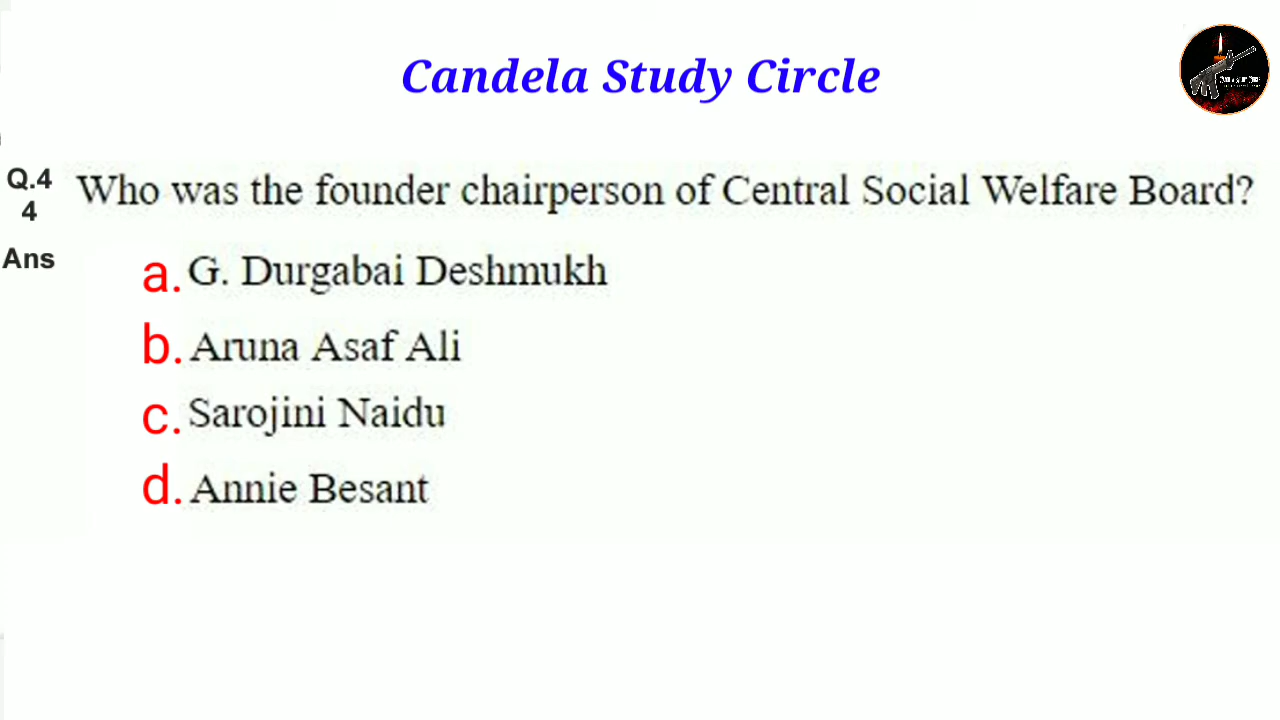 Candela Study Circle
Q.4 Who was the founder chairperson of Central Social Welfare Board?
4
Ans
a. G. Durgabai Deshmukh
b. Aruna Asaf Ali
c. Sarojini Naidu
d. Annie Besant